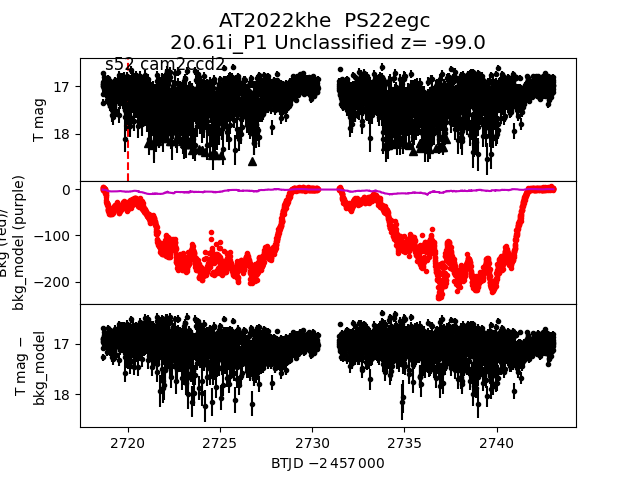 AT2022khe PS22egc
20.61i_P1 Unclassified z= -99.0
s52 cam2ccd2
17
18
T mag
0
−100
−200
Bkg (red)/
bkg_model (purple)
17
18
T mag −
bkg_model
2720
2725
2730
2735
2740
BTJD −2 457 000